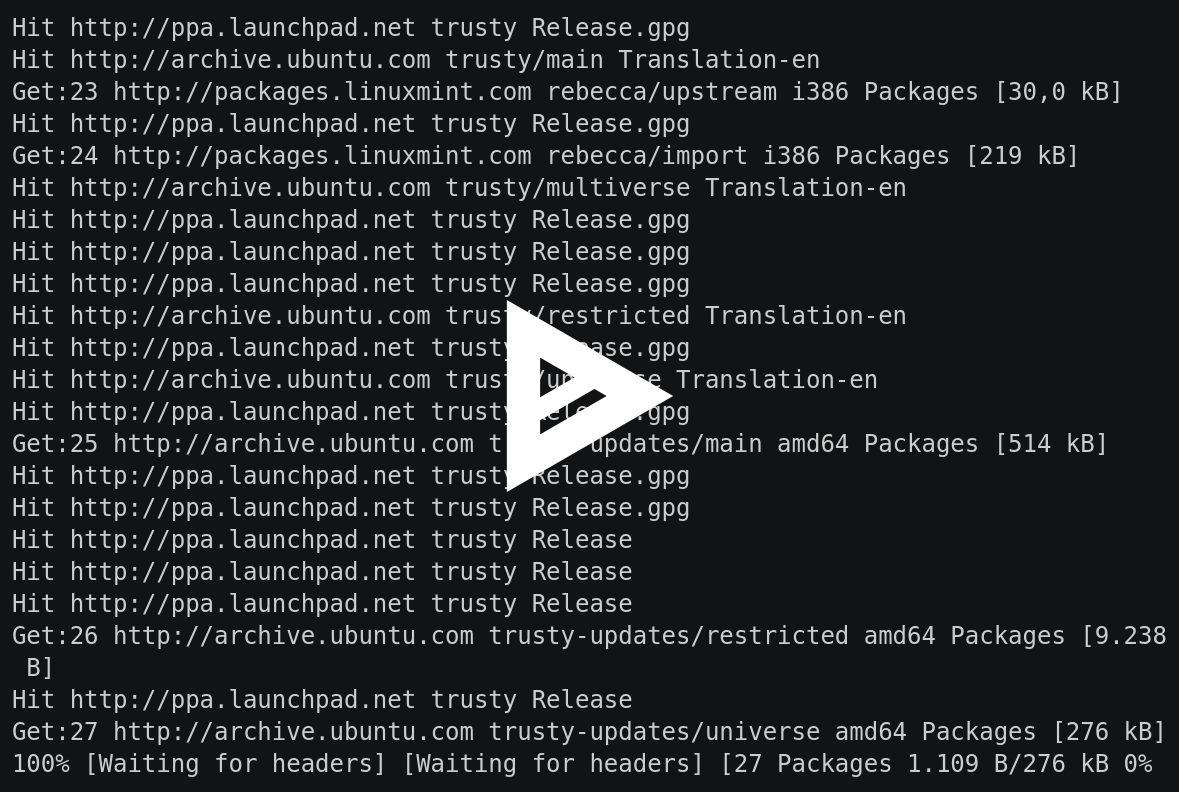 Hit http://ppa.launchpad.net trusty Release.gpg
Hit http://archive.ubuntu.com trusty/main Translation-en
Get:23 http://packages.linuxmint.com rebecca/upstream i386 Packages [30,0 kB]
Hit http://ppa.launchpad.net trusty Release.gpg
Get:24 http://packages.linuxmint.com rebecca/import i386 Packages [219 kB]
Hit http://archive.ubuntu.com trusty/multiverse Translation-en
Hit http://ppa.launchpad.net trusty Release.gpg
Hit http://ppa.launchpad.net trusty Release.gpg
Hit http://ppa.launchpad.net trusty Release.gpg
Hit http://archive.ubuntu.com trusty/restricted Translation-en
Hit http://ppa.launchpad.net trusty Release.gpg
Hit http://archive.ubuntu.com trusty/universe Translation-en
Hit http://ppa.launchpad.net trusty Release.gpg
Get:25 http://archive.ubuntu.com trusty-updates/main amd64 Packages [514 kB]
Hit http://ppa.launchpad.net trusty Release.gpg
Hit http://ppa.launchpad.net trusty Release.gpg
Hit http://ppa.launchpad.net trusty Release
Hit http://ppa.launchpad.net trusty Release
Hit http://ppa.launchpad.net trusty Release
Get:26 http://archive.ubuntu.com trusty-updates/restricted amd64 Packages [9.238
B]
Hit http://ppa.launchpad.net trusty Release
Get:27 http://archive.ubuntu.com trusty-updates/universe amd64 Packages [276 kB]
100% [Waiting for headers] [Waiting for headers] [27 Packages 1.109 B/276 kB 0%